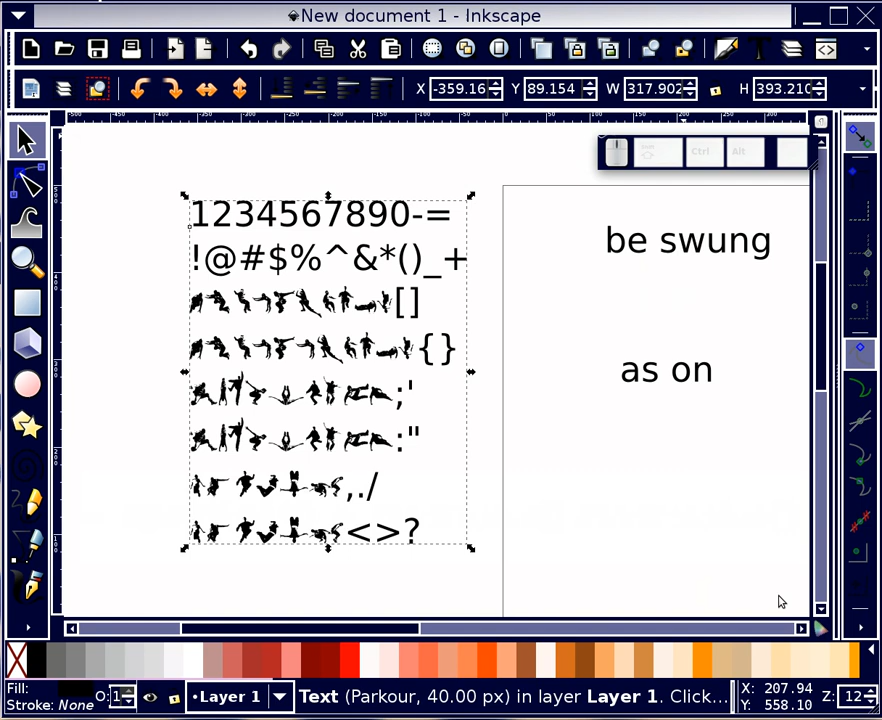 New document 1 - Inkscape
X -359.16 Y 89.154 W 317.902 H 393.210
Ctrl Alt
1234567890-=
!@#$%^&*()_+
[]
{}
;'
:"
,./
<>?
be swung
as on
Fill:
Stroke: None
O: 1
•Layer 1
Text (Parkour, 40.00 px) in layer Layer 1. Click...
X: 207.94
Y: 558.10
Z: 12